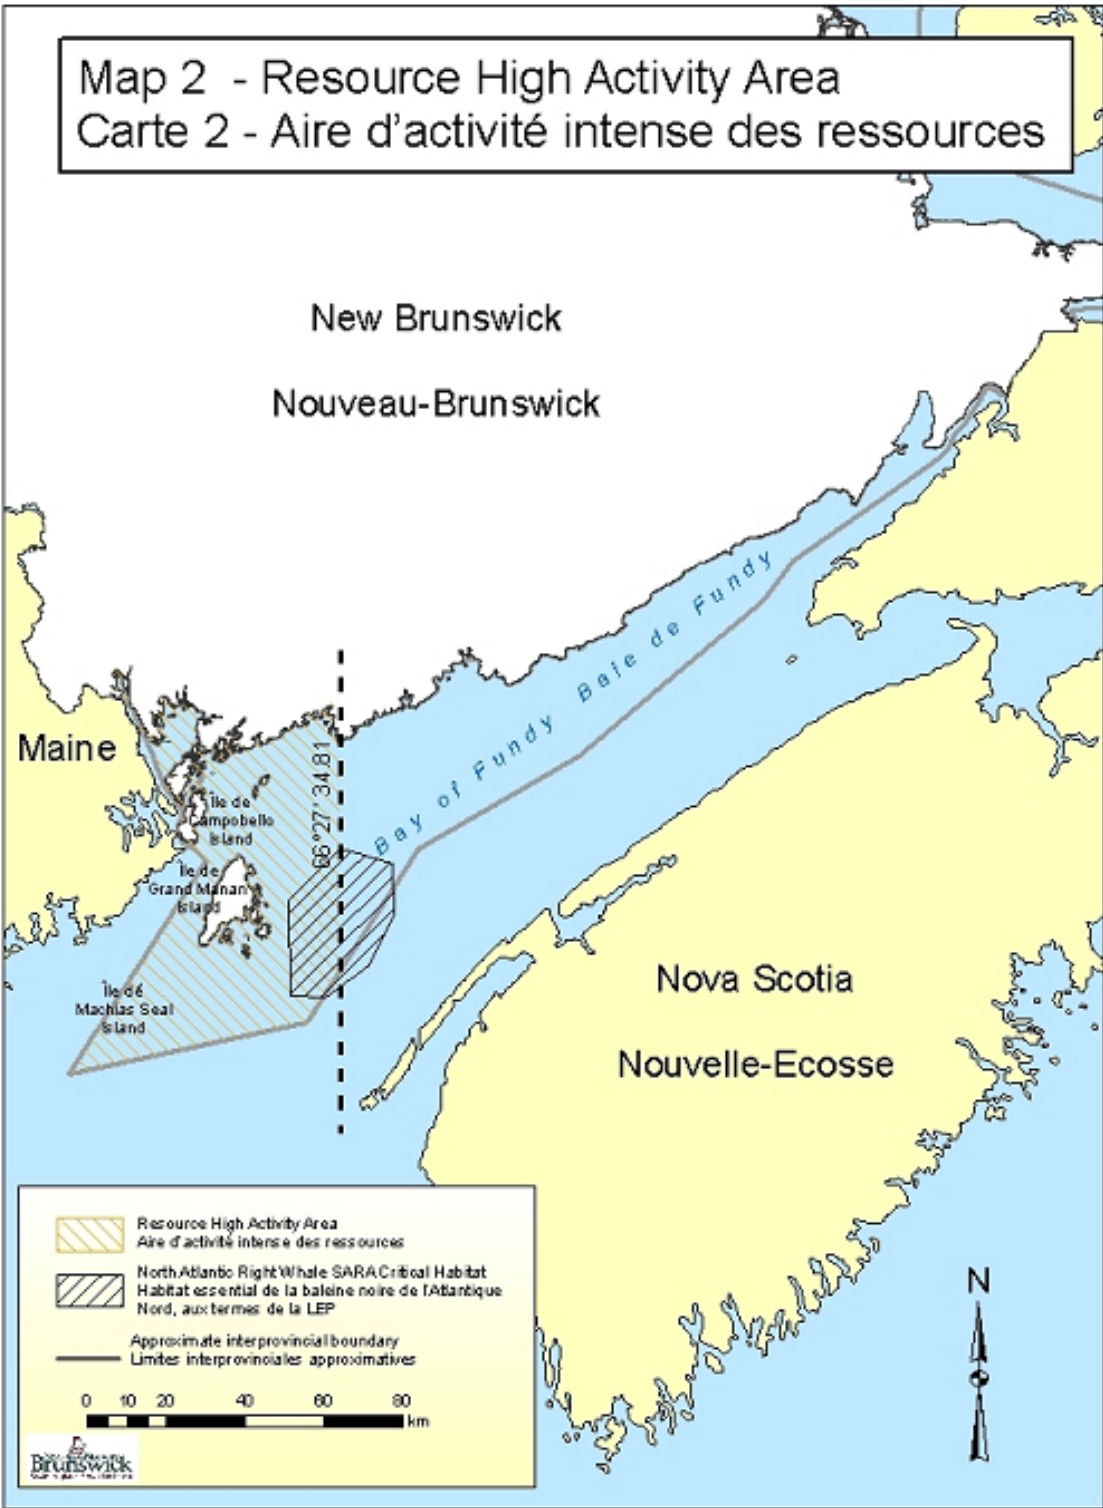 Map 2 - Resource High Activity Area
Carte 2 - Aire d'activité intense des ressources
New Brunswick
Nouveau-Brunswick
Bay of Fundy Baie de Fundy
Maine
66°27'34.81
Île de
Campobello
Island
Île de
Grand Manan
Island
Île dé
Machias Seal
Island
Nova Scotia
Nouvelle-Ecosse
Resource High Activity Area
Aire d'activité intense des ressources
North Atlantic Right Whale SARA Critical Habitat
Habitat essential de la baleine noire de l'Atlantique
Nord, aux termes de la LEP
Approximate interprovincial boundary
Limites interprovinciales approximatives
0 10 20 40 60 80
km
N
Brunswick